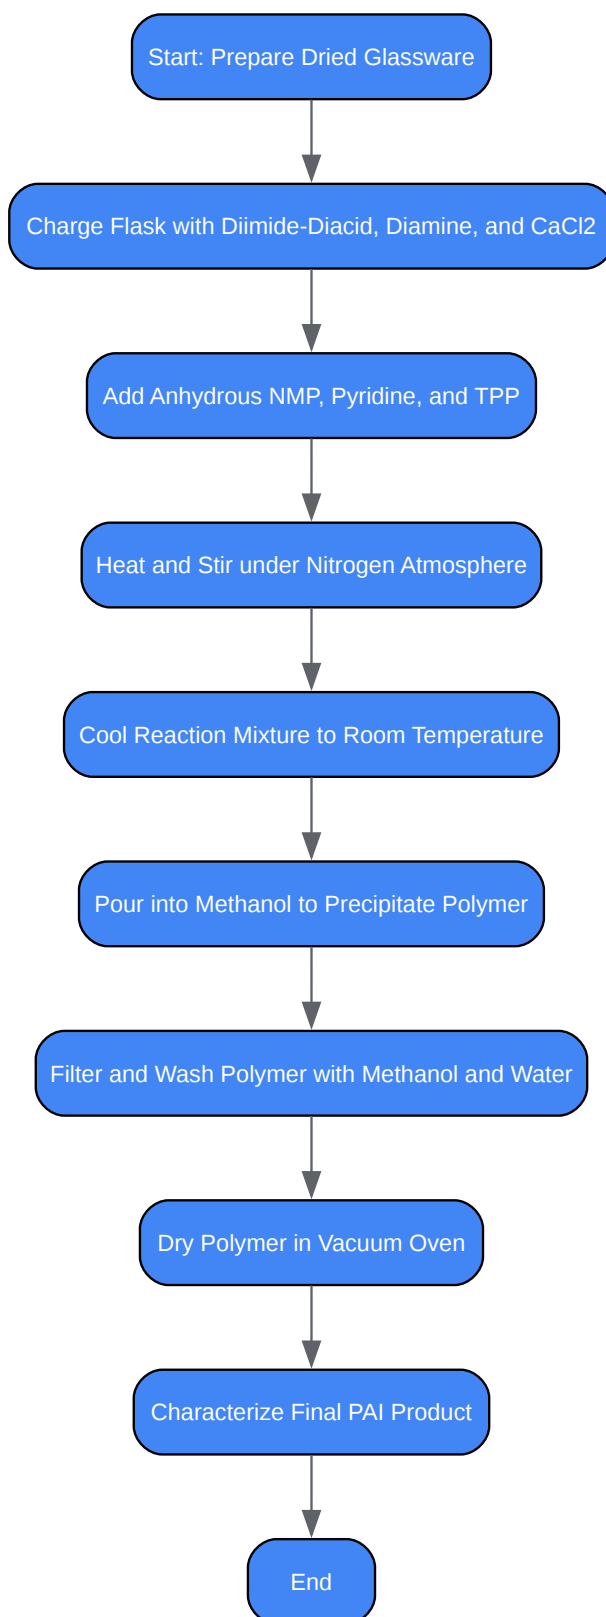 Start: Prepare Dried Glassware
Charge Flask with Diimide-Diacid, Diamine, and CaCl2
Add Anhydrous NMP, Pyridine, and TPP
Heat and Stir under Nitrogen Atmosphere
Cool Reaction Mixture to Room Temperature
Pour into Methanol to Precipitate Polymer
Filter and Wash Polymer with Methanol and Water
Dry Polymer in Vacuum Oven
Characterize Final PAI Product
End